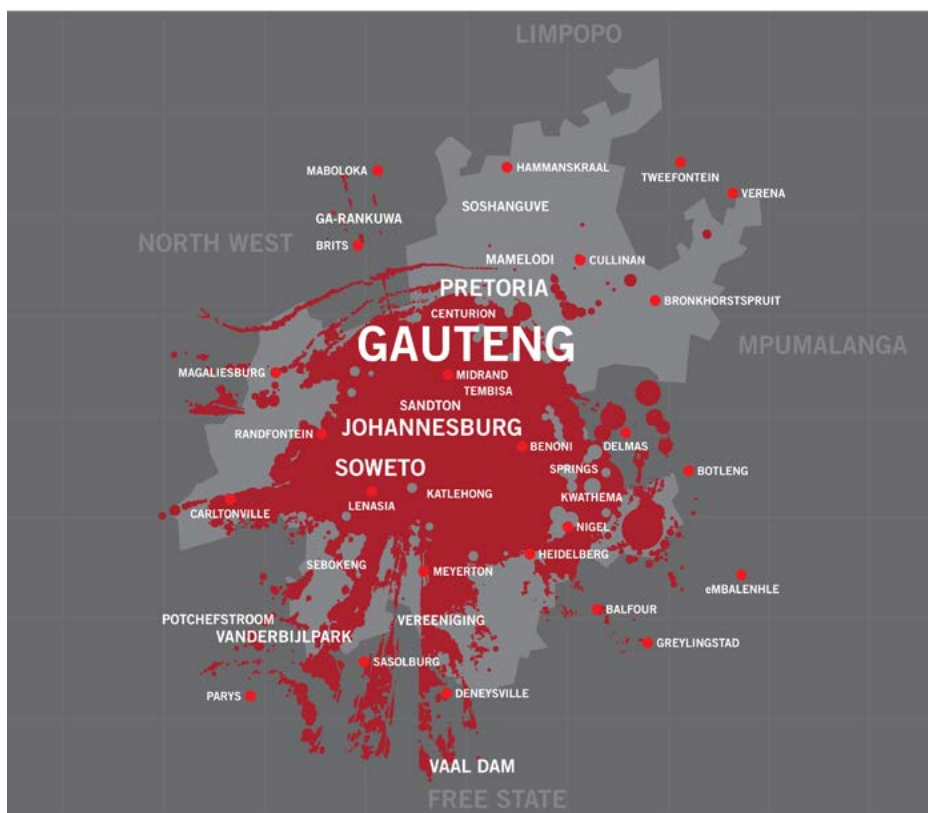 LIMPOPO
HAMMANSKRAAL
MABOLOKA
TWEEFONTEIN
VERENA
SOSHANGUVE
GA-RANKUWA
NORTH WEST
BRITS
MAMELODI
CULLINAN
PRETORIA
BRONKHORSTSPRUIT
CENTURION
GAUTENG
MPUMALANGA
MAGALIESBURG
MIDRAND
TEMBISA
SANDTON
JOHANNESBURG
RANDFONTEIN
BENONI
DELMAS
SOWETO
SPRINGS
BOTLENG
KATLEHONG
KWATHEMA
LENASIA
CARLTONVILLE
NIGEL
HEIDELBERG
SEBOKENG
MEYERTON
eMBALENHLE
BALFOUR
POTCHEFSTROOM
VEREENIGING
VANDERBIJLPARK
GREYLINGSTAD
SASOLBURG
PARYS
DENEYSVILLE
VAAL DAM
FREE STATE